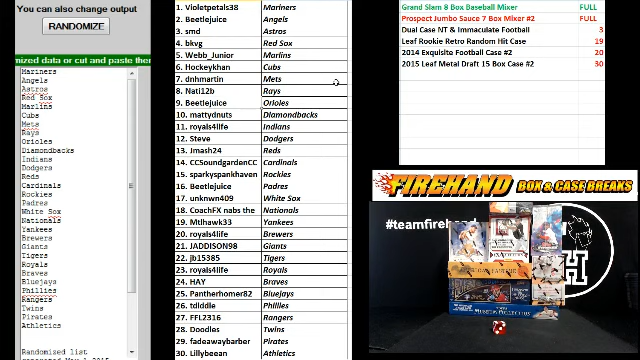 You can also change output
RANDOMIZE
mized data or cut and paste them
Mariners
Angels
Astros
Red Sox
Marlins
Cubs
Mets
Rays
Orioles
Diamondbacks
Indians
Dodgers
Reds
Cardinals
Rockies
Padres
White Sox
Nationals
Yankees
Brewers
Giants
Tigers
Royals
Braves
Bluejays
Phillies
Rangers
Twins
Pirates
Athletics
Randomized list
1. Violetpetals38 Mariners
2. Beetlejuice Angels
3. smd Astros
4. bkvg Red Sox
5. Webb_Junior Marlins
6. Hockeykhan Cubs
7. dnhmartin Mets
8. Nati12b Rays
9. Beetlejuice Orioles
10. mattydnuts Diamondbacks
11. royals4life Indians
12. Steve Dodgers
13. Jmash24 Reds
14. CCSoundgardenCC Cardinals
15. sparkyspankhaven Rockies
16. Beetlejuice Padres
17. unknwn409 White Sox
18. CoachFX nabs the Nationals
19. Mtlhawk33 Yankees
20. royals4life Brewers
21. JADDISON98 Giants
22. jb15385 Tigers
23. royals4life Royals
24. HAY Braves
25. Pantherhomer82 Bluejays
26. tdiddle Phillies
27. FFL2316 Rangers
28. Doodles Twins
29. fadeawaybarber Pirates
30. Lillybeean Athletics
Grand Slam 8 Box Baseball Mixer FULL
Prospect Jumbo Sauce 7 Box Mixer #2 FULL
Dual Case NT & Immaculate Football 3
Leaf Rookie Retro Random Hit Case 19
2014 Exquisite Football Case #2 20
2015 Leaf Metal Draft 15 Box Case #2 30
FIREHAND BOX & CASE BREAKS
#teamfirehand